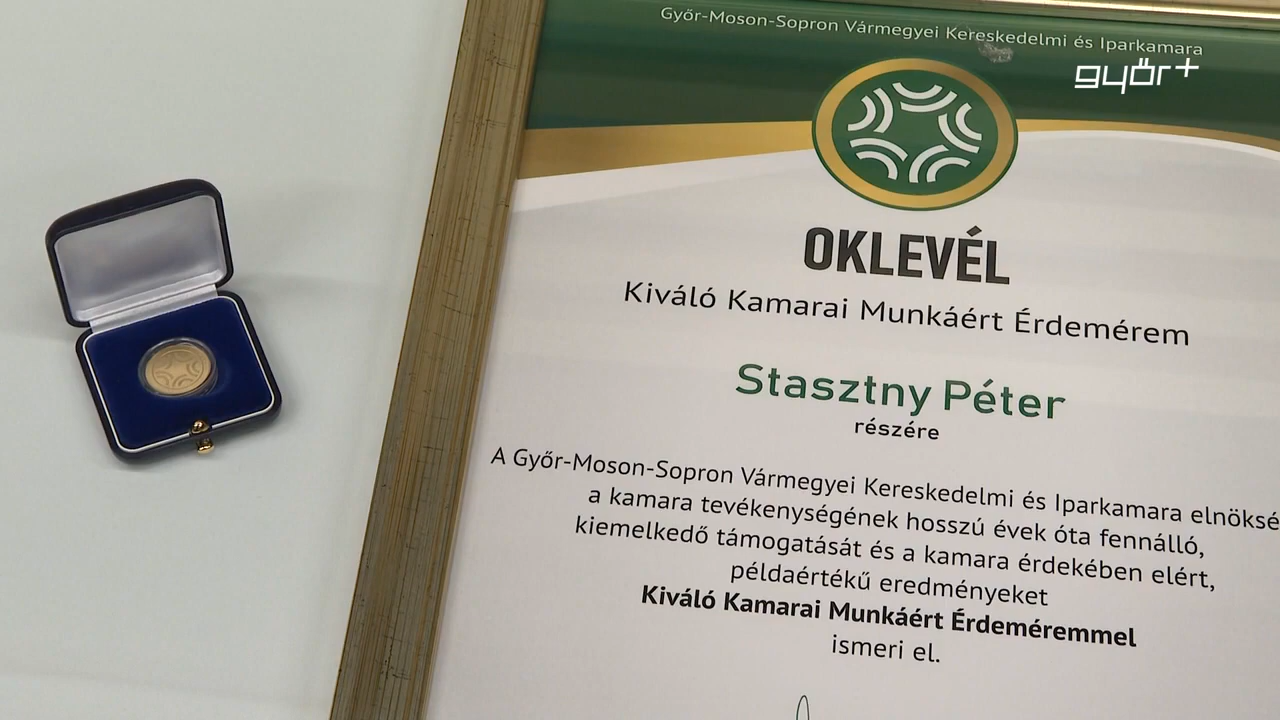 Győr-Moson-Sopron Vármegyei Kereskedelmi és Iparkamara
győr+
OKLEVÉL
Kiváló Kamarai Munkáért Érdemérem
Stasztny Péter
részére
A Győr-Moson-Sopron Vármegyei Kereskedelmi és Iparkamara elnöksé
a kamara tevékenységének hosszú évek óta fennálló,
kiemelkedő támogatását és a kamara érdekében elért,
példaértékű eredményeket
Kiváló Kamarai Munkáért Érdeméremmel
ismeri el.